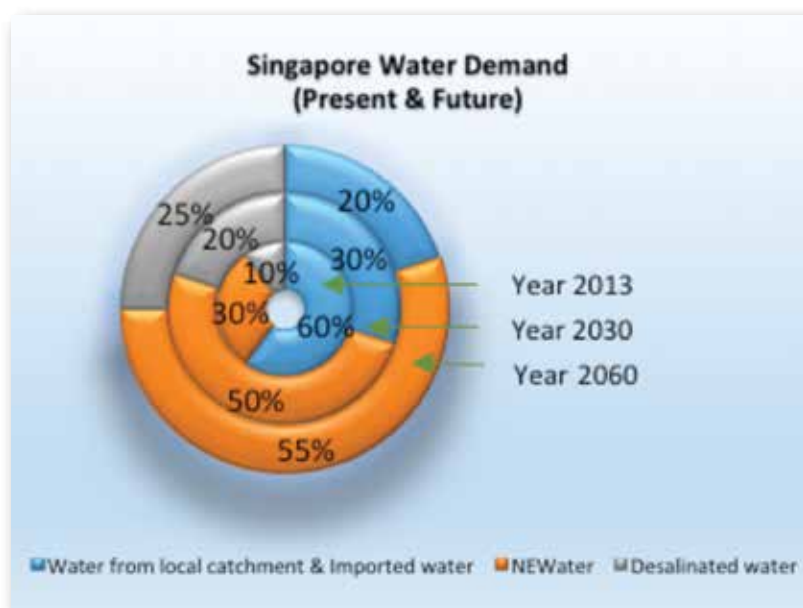 Singapore Water Demand
(Present & Future)
20%
25%
20%
30%
10%
Year 2013
30%
60%
Year 2030
Year 2060
50%
55%
Water from local catchment & Imported water NEWater Desalinated water